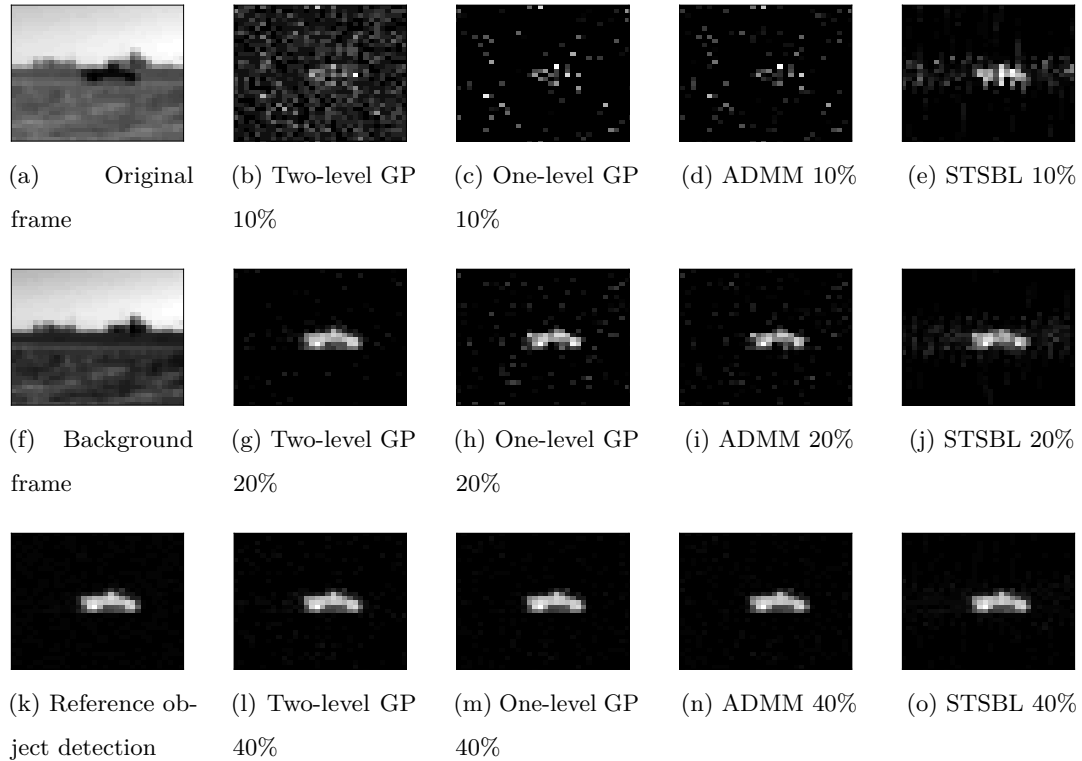 (a) Original
frame
(b) Two-level GP
10%
(c) One-level GP
10%
(d) ADMM 10%
(e) STSBL 10%
(f) Background
frame
(g) Two-level GP
20%
(h) One-level GP
20%
(i) ADMM 20%
(j) STSBL 20%
(k) Reference ob-
ject detection
(l) Two-level GP
40%
(m) One-level GP
40%
(n) ADMM 40%
(o) STSBL 40%